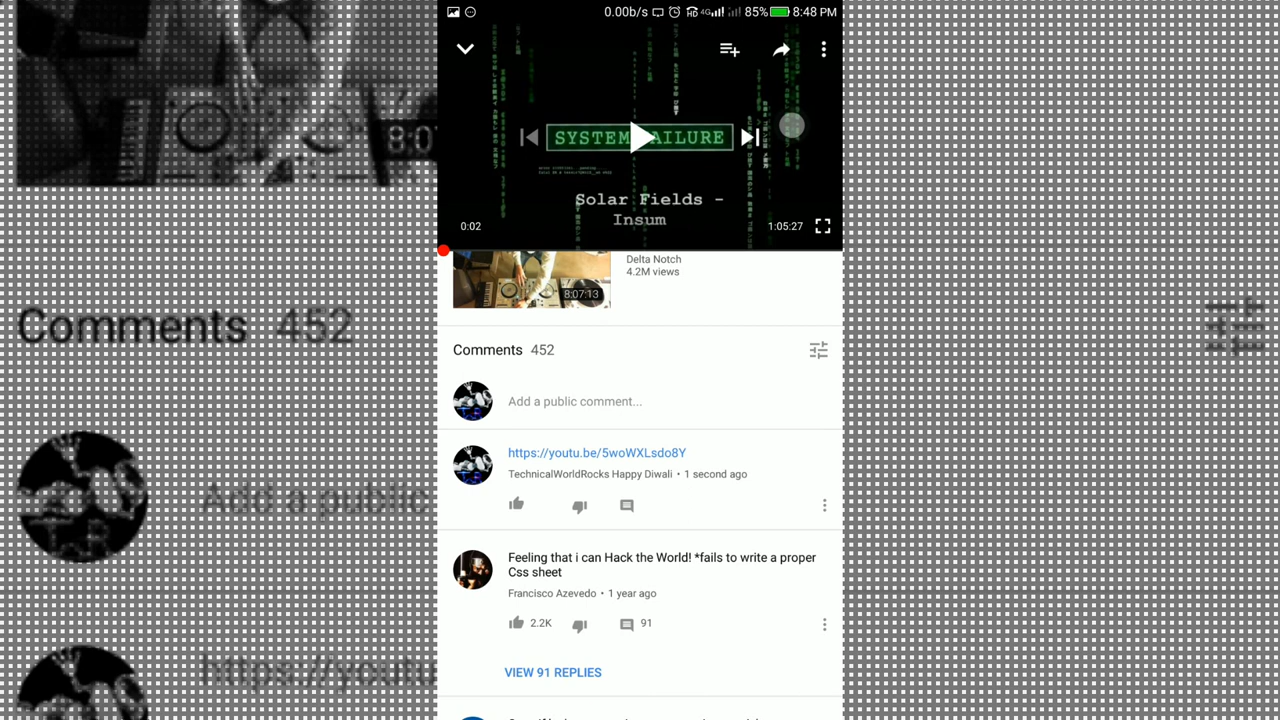 0.00b/s 4G 85% 8:48 PM
SYSTEM FAILURE
Solar Fields -
Insum
0:02
1:05:27
8:07:13
Delta Notch
4.2M views
Comments 452
Add a public comment...
https://youtu.be/5woWXLsdo8Y
TechnicalWorldRocks Happy Diwali • 1 second ago
Feeling that i can Hack the World! *fails to write a proper
Css sheet
Francisco Azevedo • 1 year ago
2.2K
91
VIEW 91 REPLIES
Comments 452
Add a public
https://youtu
8:07